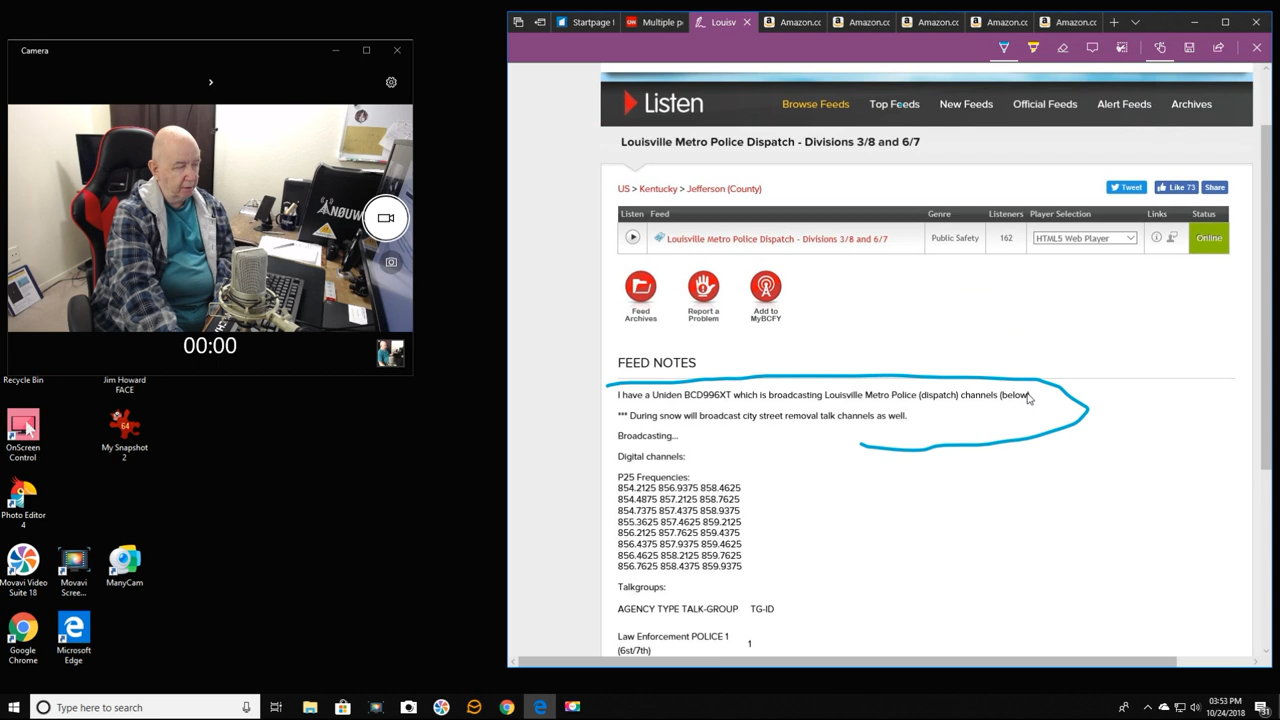 Camera
00:00
Recycle Bin
Jim Howard
FACE
OnScreen
Control
64
My Snapshot
2
Photo Editor
4
Movavi Video
Suite 18
Movavi
Scree...
ManyCam
Google
Chrome
Microsoft
Edge
Startpage
Multiple p
Louisv
Amazon.cc
Amazon.cc
Amazon.cc
Amazon.cc
Amazon.cc
Listen
Browse Feeds Top Feeds New Feeds Official Feeds Alert Feeds Archives
Louisville Metro Police Dispatch - Divisions 3/8 and 6/7
US > Kentucky > Jefferson (County)
Tweet Like 73 Share
Listen Feed Genre Listeners Player Selection Links Status
Louisville Metro Police Dispatch - Divisions 3/8 and 6/7 Public Safety 162 HTML5 Web Player Online
Feed
Archives
Report a
Problem
Add to
MyBCFY
FEED NOTES
I have a Uniden BCD996XT which is broadcasting Louisville Metro Police (dispatch) channels (below
*** During snow will broadcast city street removal talk channels as well.
Broadcasting...
Digital channels:
P25 Frequencies:
854.2125 856.9375 858.4625
854.4875 857.2125 858.7625
854.7375 857.4375 858.9375
855.3625 857.4625 859.2125
856.2125 857.7625 859.4375
856.4375 857.9375 859.4625
856.4625 858.2125 859.7625
856.7625 858.4375 859.9375
Talkgroups:
AGENCY TYPE TALK-GROUP TG-ID
Law Enforcement POLICE 1
(6st/7th)
1
Type here to search
03:53 PM
10/24/2018
31